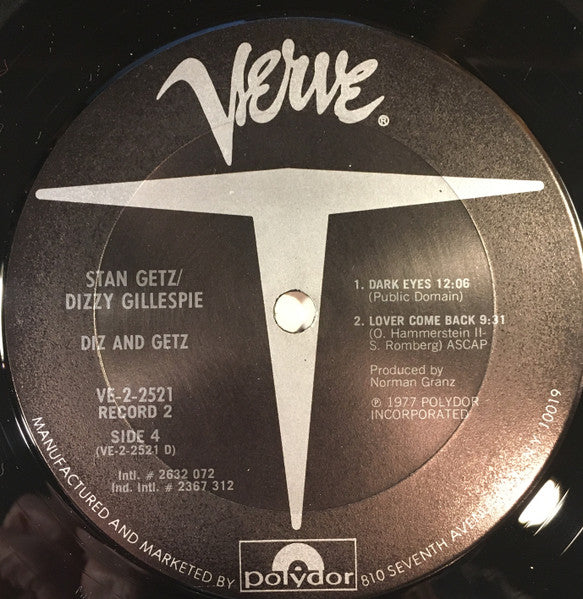 Verve®
STAN GETZ/
DIZZY GILLESPIE
DIZ AND GETZ
VE-2-2521
RECORD 2
SIDE 4
(VE-2-2521 D)
Intl. # 2632 072
Ind. Intl. # 2367 312
1. DARK EYES 12:06
(Public Domain)
2. LOVER COME BACK 9:31
(O. Hammerstein II-
S. Romberg) ASCAP
Produced by
Norman Granz
℗ 1977 POLYDOR
INCORPORATED
MANUFACTURED AND MARKETED BY polydor 810 SEVENTH AVENUE, 10019